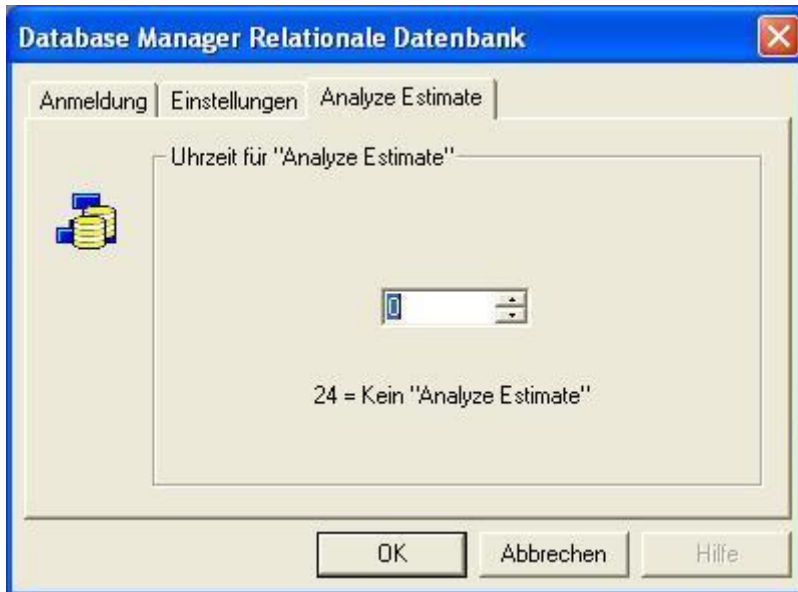 Database Manager Relationale Datenbank
Anmeldung Einstellungen Analyze Estimate
Uhrzeit für "Analyze Estimate"
0
24 = Kein "Analyze Estimate"
OK Abbrechen Hilfe